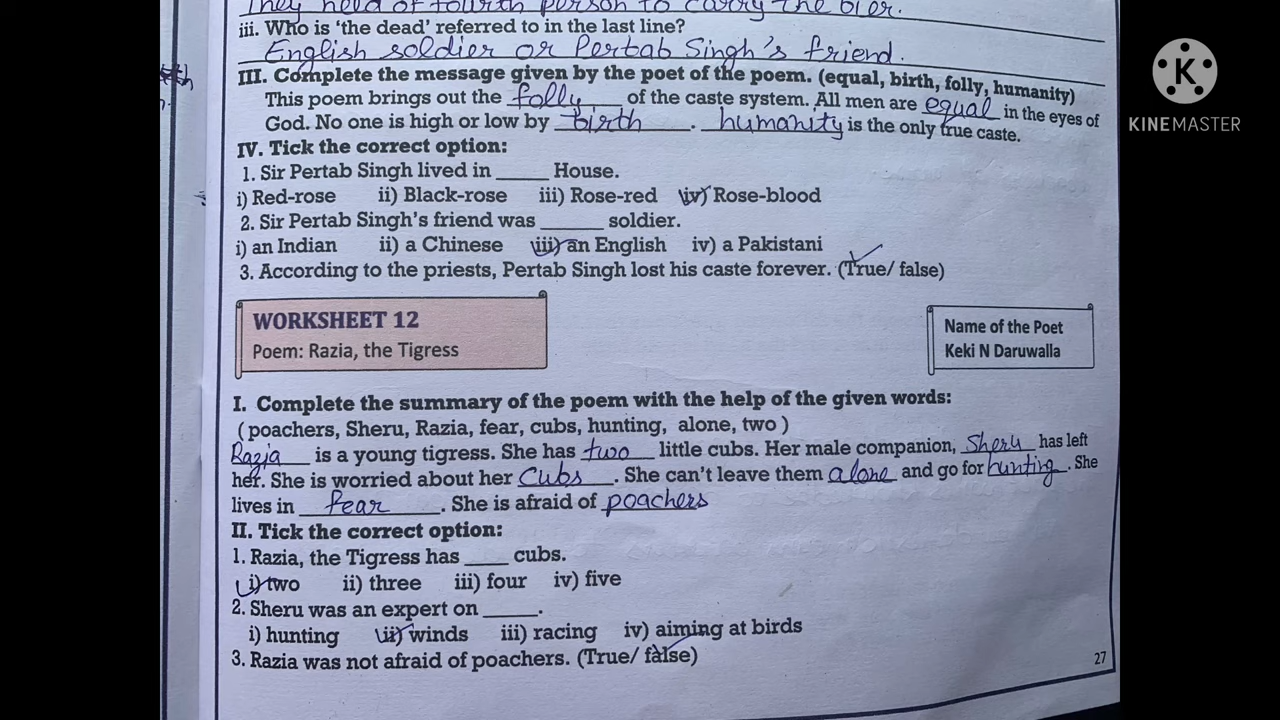 They need of fourth person to carry the bier.
iii. Who is ‘the dead’ referred to in the last line?
English soldier or Pertab Singh's friend.
III. Complete the message given by the poet of the poem. (equal, birth, folly, humanity)
This poem brings out the folly of the caste system. All men are equal in the eyes of
God. No one is high or low by birth. humanity is the only true caste.
IV. Tick the correct option:
1. Sir Pertab Singh lived in _____ House.
i) Red-rose ii) Black-rose iii) Rose-red iv) Rose-blood
2. Sir Pertab Singh's friend was ______ soldier.
i) an Indian ii) a Chinese iii) an English iv) a Pakistani
3. According to the priests, Pertab Singh lost his caste forever. (True/ false)
WORKSHEET 12
Poem: Razia, the Tigress
Name of the Poet
Keki N Daruwalla
I. Complete the summary of the poem with the help of the given words:
(poachers, Sheru, Razia, fear, cubs, hunting, alone, two)
Razia is a young tigress. She has two little cubs. Her male companion, Sheru has left
her. She is worried about her Cubs. She can't leave them alone and go for hunting. She
lives in fear. She is afraid of poachers
II. Tick the correct option:
1. Razia, the Tigress has ____ cubs.
i) two ii) three iii) four iv) five
2. Sheru was an expert on _____.
i) hunting ii) winds iii) racing iv) aiming at birds
3. Razia was not afraid of poachers. (True/ false)
27
K
KINEMASTER